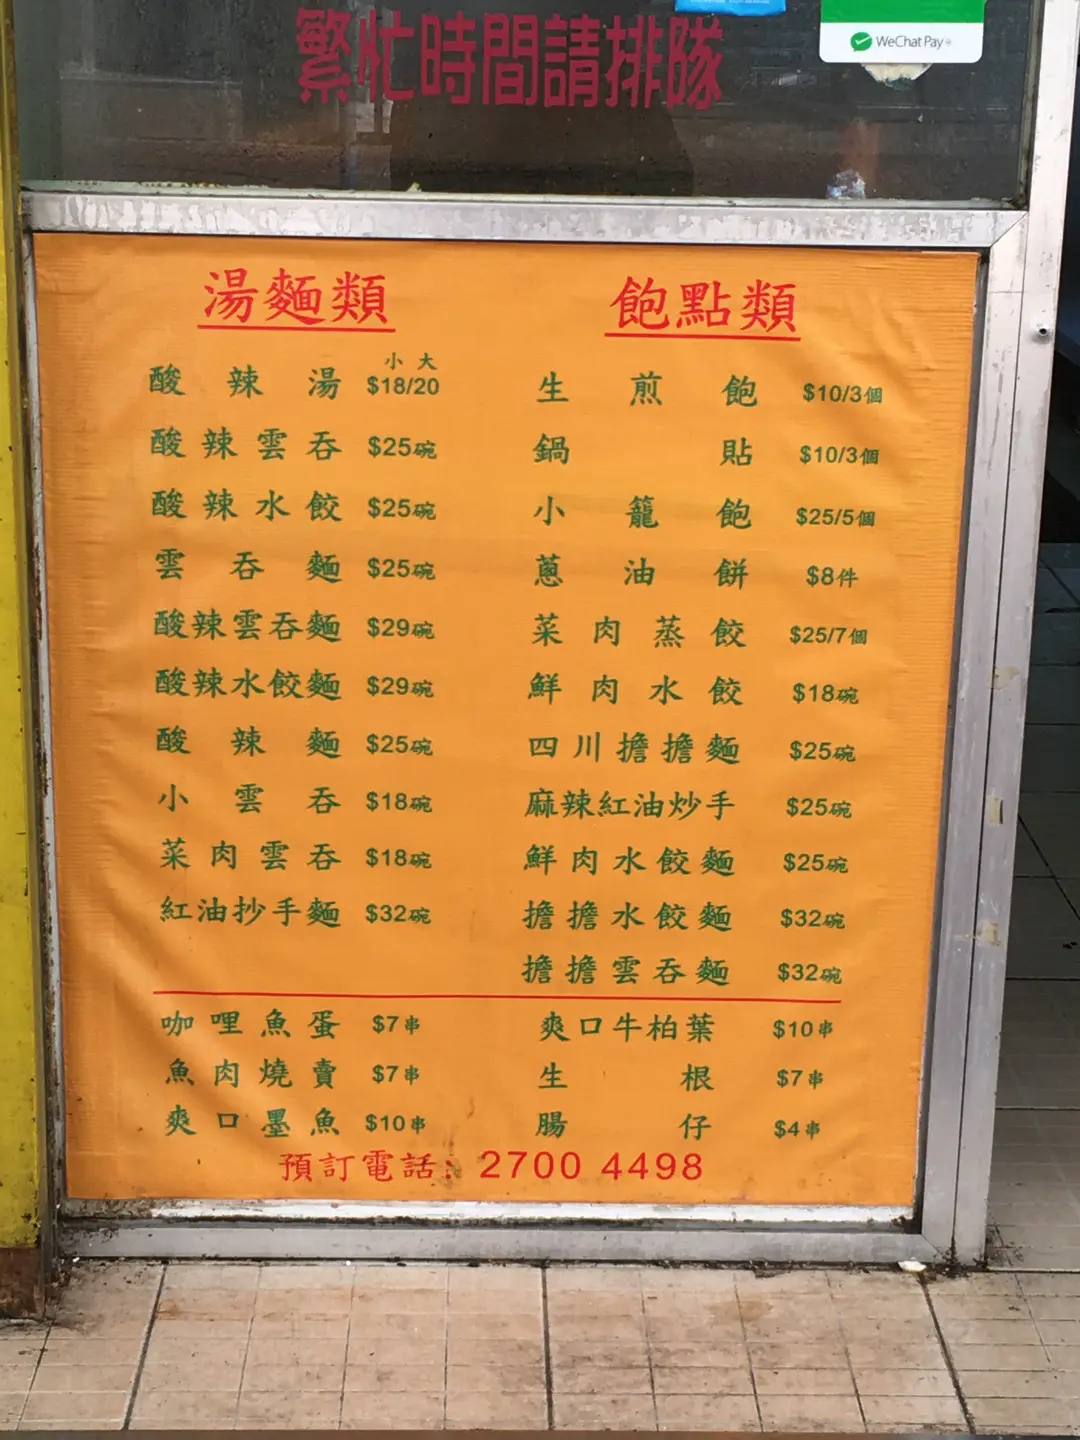 繁忙時間請排隊
WeChat Pay
湯麵類
小 大
酸辣湯 $18/20
酸辣雲吞 $25碗
酸辣水餃 $25碗
雲吞麵 $25碗
酸辣雲吞麵 $29碗
酸辣水餃麵 $29碗
酸辣麵 $25碗
小雲吞 $18碗
菜肉雲吞 $18碗
紅油抄手麵 $32碗
飽點類
生煎飽 $10/3個
鍋貼 $10/3個
小籠飽 $25/5個
蔥油餅 $8件
菜肉蒸餃 $25/7個
鮮肉水餃 $18碗
四川擔擔麵 $25碗
麻辣紅油炒手 $25碗
鮮肉水餃麵 $25碗
擔擔水餃麵 $32碗
擔擔雲吞麵 $32碗
咖哩魚蛋 $7串
魚肉燒賣 $7串
爽口墨魚 $10串
爽口牛柏葉 $10串
生根 $7串
腸仔 $4串
預訂電話: 2700 4498